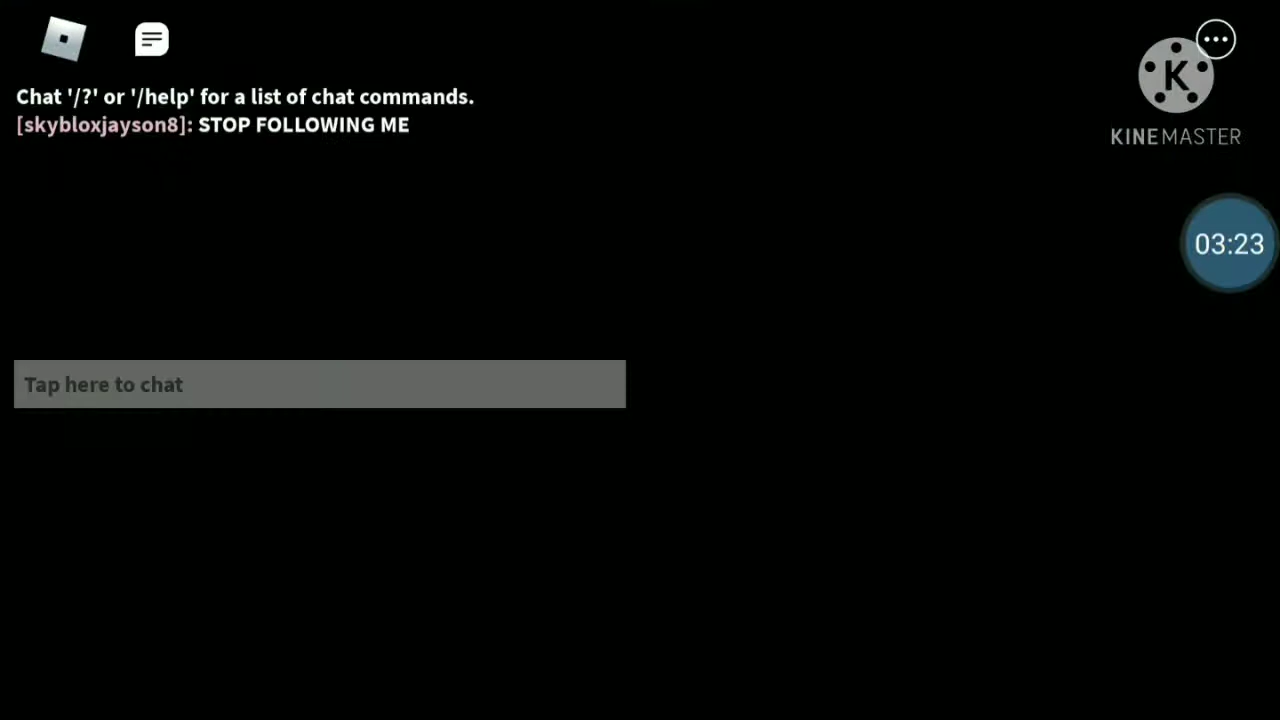 Chat '/?' or '/help' for a list of chat commands.
[skybloxjayson8]: STOP FOLLOWING ME
K
KINEMASTER
03:23
Tap here to chat